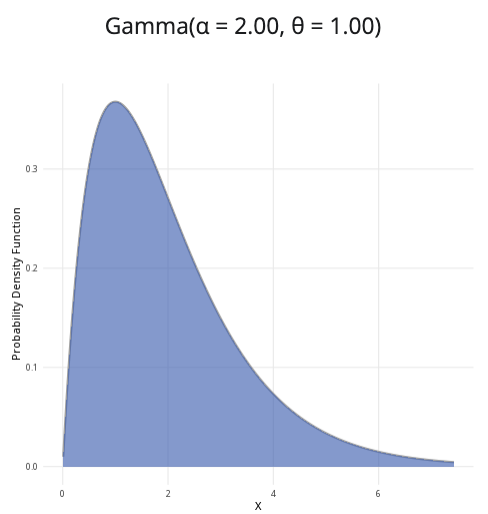 Gamma(α = 2.00, θ = 1.00)
Probability Density Function
0.3
0.2
0.1
0.0
0 2 4 6
X